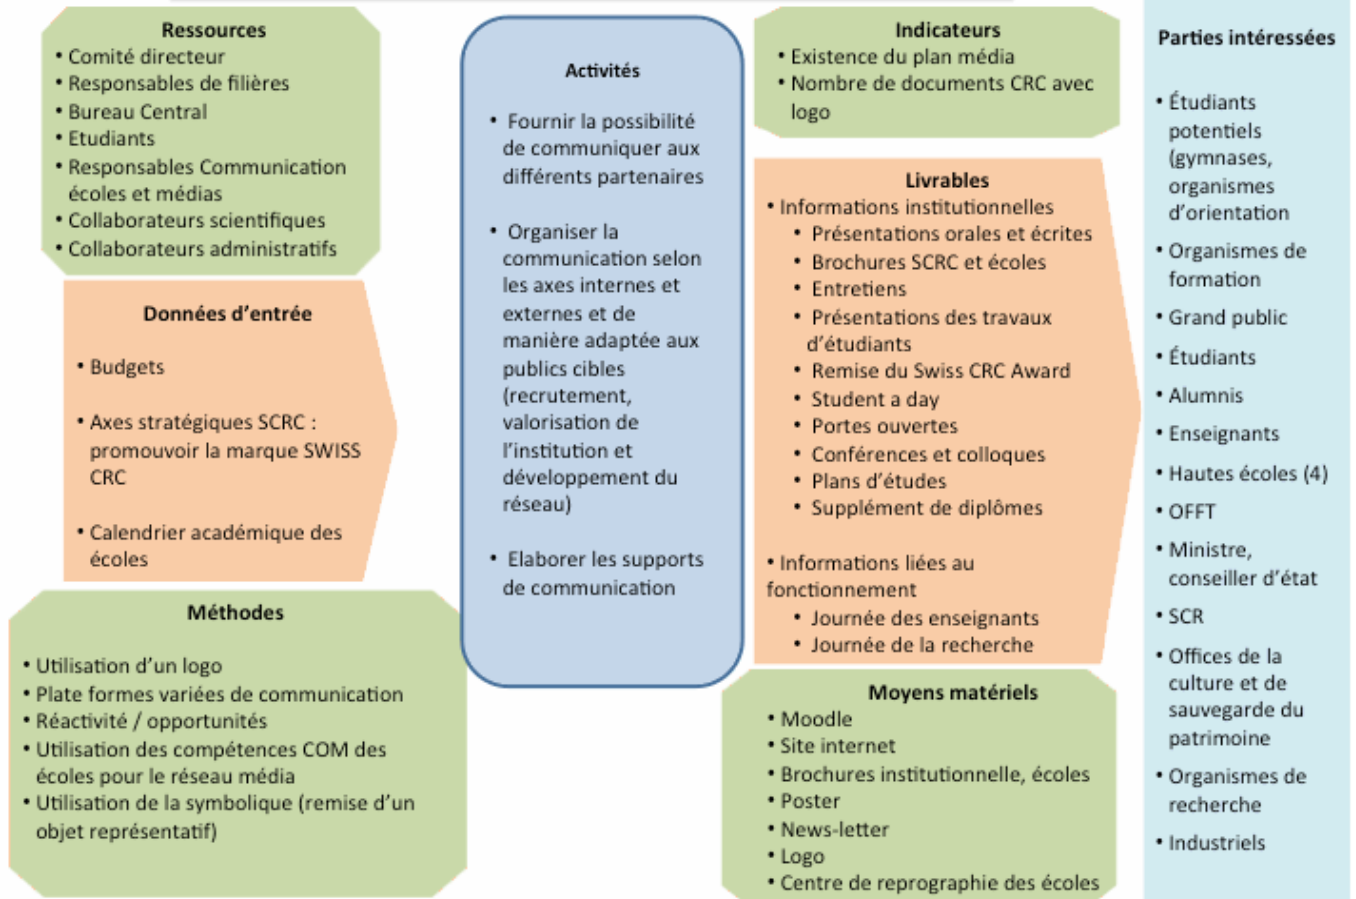 Ressources
• Comité directeur
• Responsables de filières
• Bureau Central
• Etudiants
• Responsables Communication
écoles et médias
• Collaborateurs scientifiques
• Collaborateurs administratifs
Données d’entrée
• Budgets
• Axes stratégiques SCRC :
promouvoir la marque SWISS
CRC
• Calendrier académique des
écoles
Méthodes
• Utilisation d’un logo
• Plate formes variées de communication
• Réactivité / opportunités
• Utilisation des compétences COM des
écoles pour le réseau média
• Utilisation de la symbolique (remise d’un
objet représentatif)
Activités
• Fournir la possibilité
de communiquer aux
différents partenaires
• Organiser la
communication selon
les axes internes et
externes et de
manière adaptée aux
publics cibles
(recrutement,
valorisation de
l’institution et
développement du
réseau)
• Elaborer les supports
de communication
Indicateurs
• Existence du plan média
• Nombre de documents CRC avec
logo
Livrables
• Informations institutionnelles
• Présentations orales et écrites
• Brochures SCRC et écoles
• Entretiens
• Présentations des travaux
d’étudiants
• Remise du Swiss CRC Award
• Student a day
• Portes ouvertes
• Conférences et colloques
• Plans d’études
• Supplément de diplômes
• Informations liées au
fonctionnement
• Journée des enseignants
• Journée de la recherche
Moyens matériels
• Moodle
• Site internet
• Brochures institutionnelle, écoles
• Poster
• News-letter
• Logo
• Centre de reprographie des écoles
Parties intéressées
• Étudiants
potentiels
(gymnases,
organismes
d’orientation
• Organismes de
formation
• Grand public
• Étudiants
• Alumnis
• Enseignants
• Hautes écoles (4)
• OFFT
• Ministre,
conseiller d’état
• SCR
• Offices de la
culture et de
sauvegarde du
patrimoine
• Organismes de
recherche
• Industriels